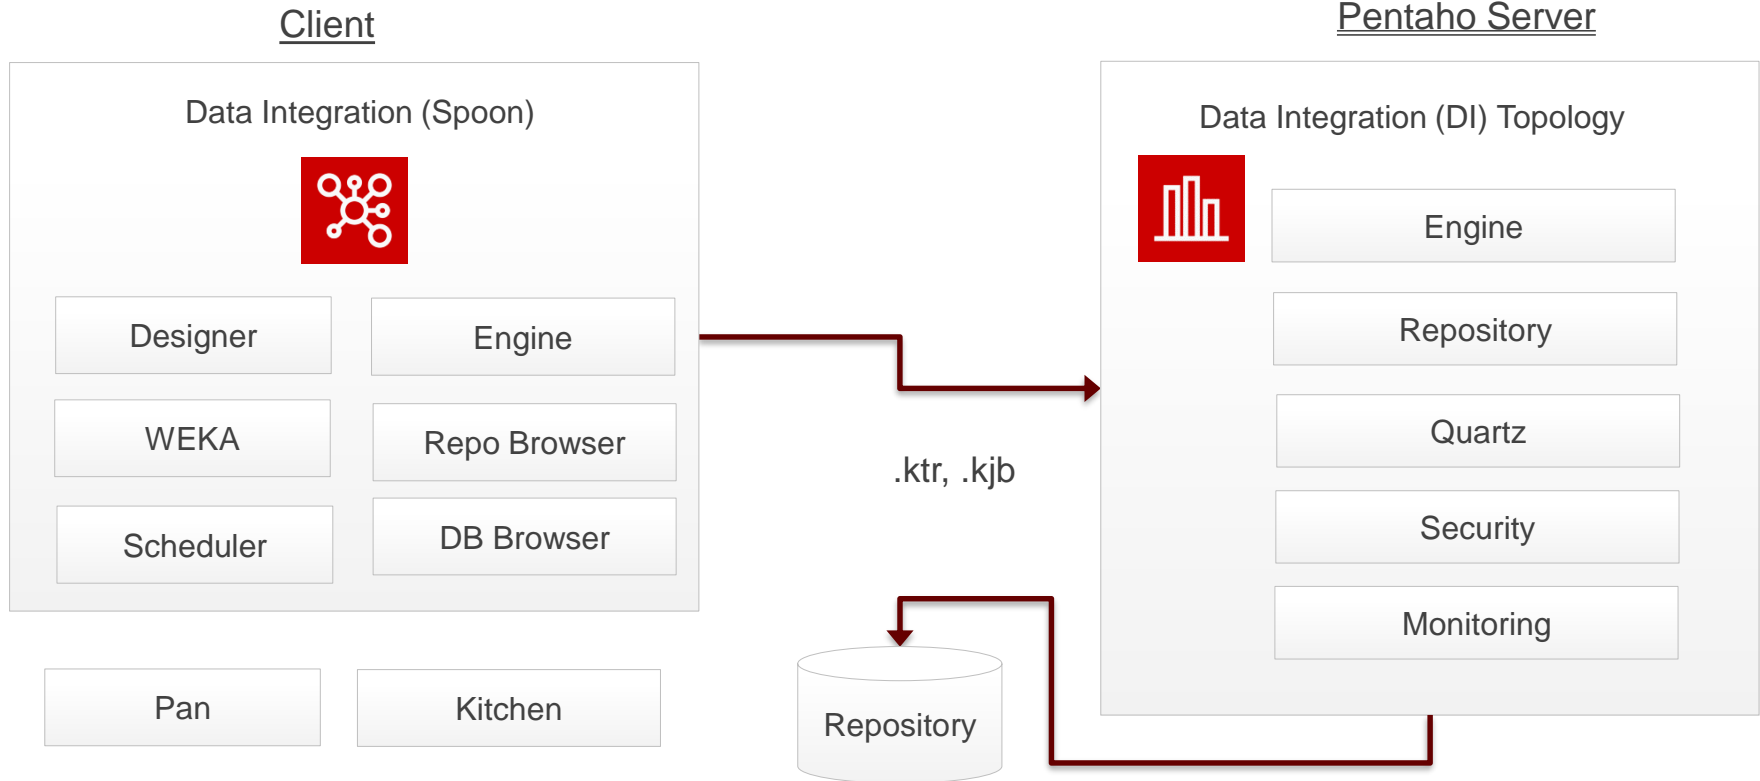 Client
Pentaho Server
Data Integration (Spoon)
Data Integration (DI) Topology
Designer
Engine
WEKA
Repo Browser
Scheduler
DB Browser
Pan
Kitchen
.ktr, .kjb
Repository
Engine
Repository
Quartz
Security
Monitoring